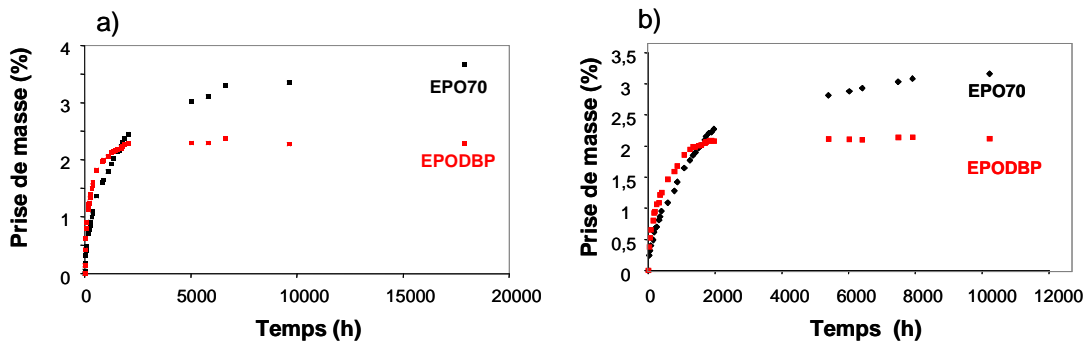 a)
Prise de masse (%)
4
3
2
1
0
EPO70
EPODBP
0 5000 10000 15000 20000
Temps (h)
b)
Prise de masse (%)
3,5
3
2,5
2
1,5
1
0,5
0
EPO70
EPODBP
0 2000 4000 6000 8000 10000 12000
Temps (h)